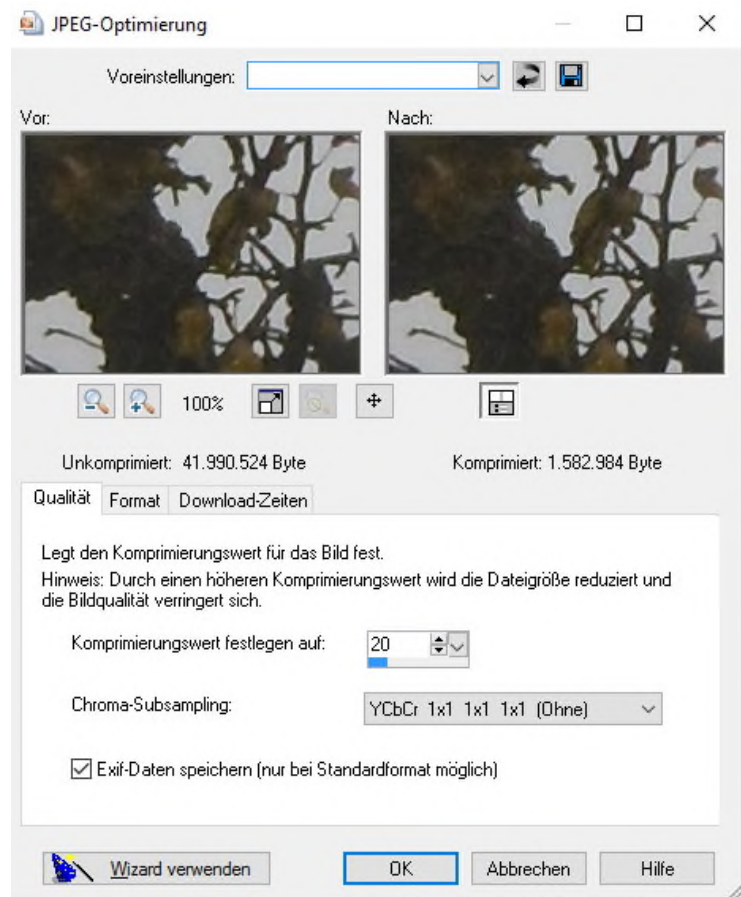 JPEG-Optimierung
Voreinstellungen:
Vor:
Nach:
100%
Unkomprimiert: 41.990.524 Byte
Komprimiert: 1.582.984 Byte
Qualität
Format
Download-Zeiten
Legt den Komprimierungswert für das Bild fest.
Hinweis: Durch einen höheren Komprimierungswert wird die Dateigröße reduziert und
die Bildqualität verringert sich.
Komprimierungswert festlegen auf:
20
Chroma-Subsampling:
YCbCr 1x1 1x1 1x1 (Ohne)
Exif-Daten speichern (nur bei Standardformat möglich)
Wizard verwenden
OK
Abbrechen
Hilfe